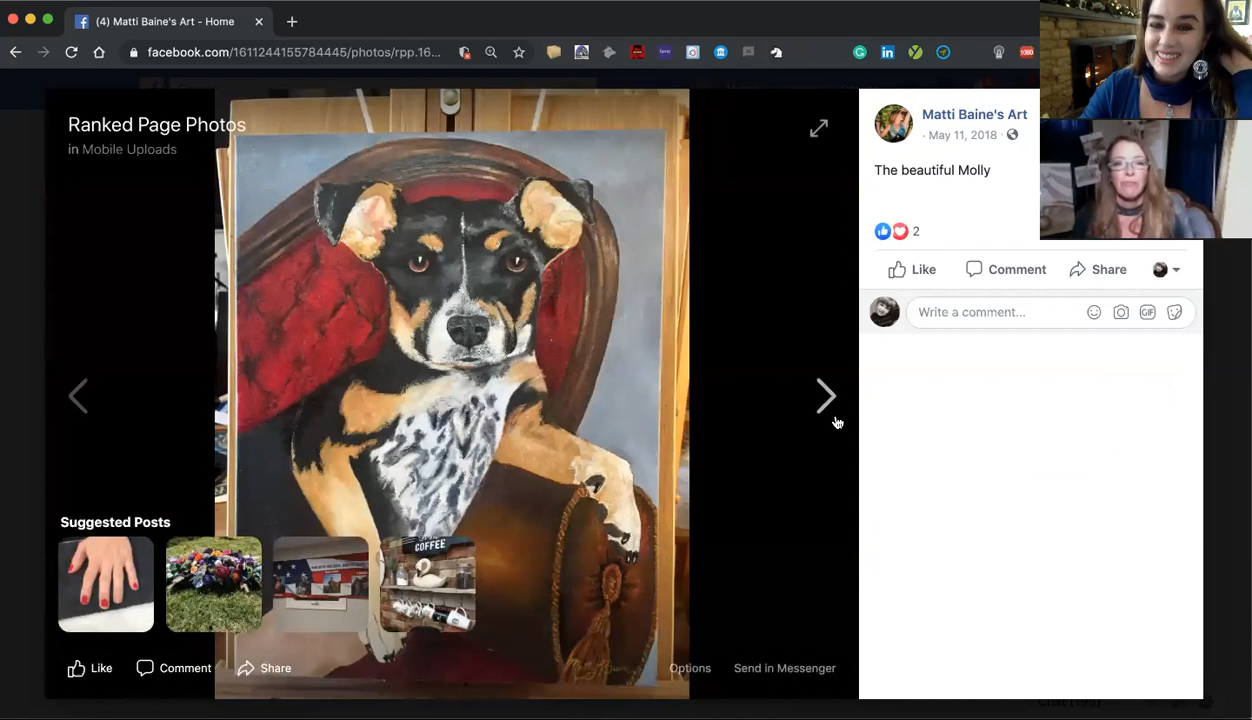 (4) Matti Baine's Art - Home
facebook.com/1611244155784445/photos/rpp.16...
Ranked Page Photos
in Mobile Uploads
Matti Baine's Art
· May 11, 2018 ·
The beautiful Molly
2
Like
Comment
Share
Write a comment...
GIF
Suggested Posts
COFFEE
Like
Comment
Share
Options
Send in Messenger